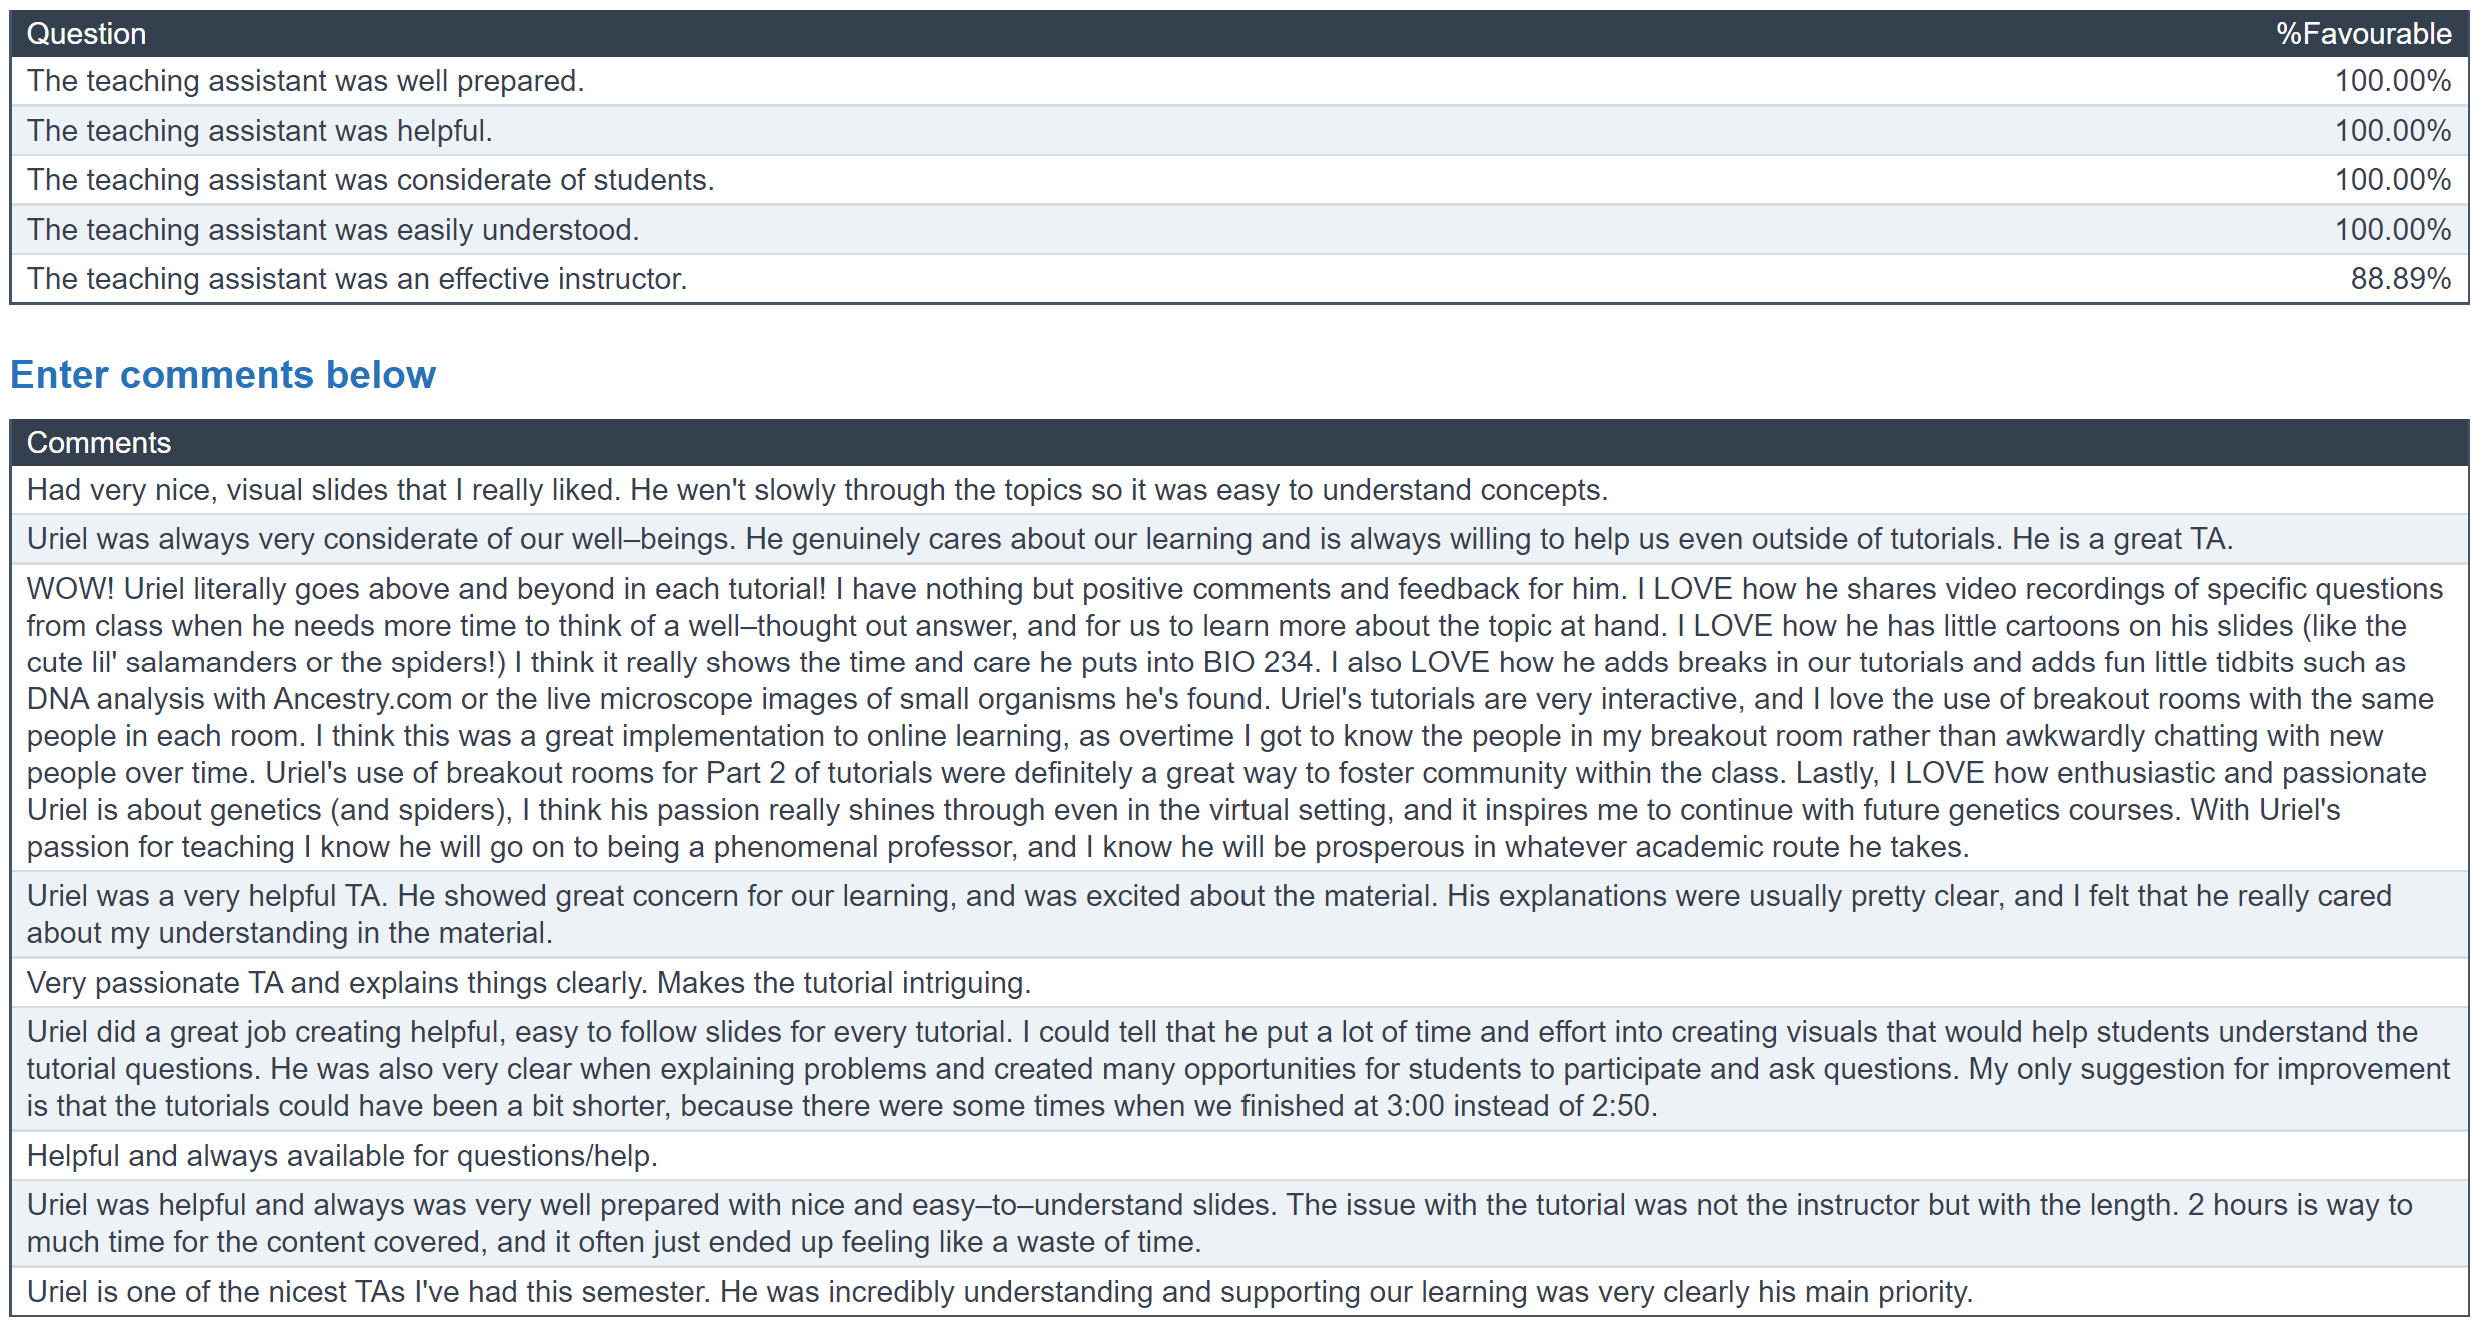 Question %Favourable
The teaching assistant was well prepared. 100.00%
The teaching assistant was helpful. 100.00%
The teaching assistant was considerate of students. 100.00%
The teaching assistant was easily understood. 100.00%
The teaching assistant was an effective instructor. 88.89%
Enter comments below
Comments
Had very nice, visual slides that I really liked. He wen't slowly through the topics so it was easy to understand concepts.
Uriel was always very considerate of our well–beings. He genuinely cares about our learning and is always willing to help us even outside of tutorials. He is a great TA.
WOW! Uriel literally goes above and beyond in each tutorial! I have nothing but positive comments and feedback for him. I LOVE how he shares video recordings of specific questions
from class when he needs more time to think of a well–thought out answer, and for us to learn more about the topic at hand. I LOVE how he has little cartoons on his slides (like the
cute lil' salamanders or the spiders!) I think it really shows the time and care he puts into BIO 234. I also LOVE how he adds breaks in our tutorials and adds fun little tidbits such as
DNA analysis with Ancestry.com or the live microscope images of small organisms he's found. Uriel's tutorials are very interactive, and I love the use of breakout rooms with the same
people in each room. I think this was a great implementation to online learning, as overtime I got to know the people in my breakout room rather than awkwardly chatting with new
people over time. Uriel's use of breakout rooms for Part 2 of tutorials were definitely a great way to foster community within the class. Lastly, I LOVE how enthusiastic and passionate
Uriel is about genetics (and spiders), I think his passion really shines through even in the virtual setting, and it inspires me to continue with future genetics courses. With Uriel's
passion for teaching I know he will go on to being a phenomenal professor, and I know he will be prosperous in whatever academic route he takes.
Uriel was a very helpful TA. He showed great concern for our learning, and was excited about the material. His explanations were usually pretty clear, and I felt that he really cared
about my understanding in the material.
Very passionate TA and explains things clearly. Makes the tutorial intriguing.
Uriel did a great job creating helpful, easy to follow slides for every tutorial. I could tell that he put a lot of time and effort into creating visuals that would help students understand the
tutorial questions. He was also very clear when explaining problems and created many opportunities for students to participate and ask questions. My only suggestion for improvement
is that the tutorials could have been a bit shorter, because there were some times when we finished at 3:00 instead of 2:50.
Helpful and always available for questions/help.
Uriel was helpful and always was very well prepared with nice and easy–to–understand slides. The issue with the tutorial was not the instructor but with the length. 2 hours is way to
much time for the content covered, and it often just ended up feeling like a waste of time.
Uriel is one of the nicest TAs I've had this semester. He was incredibly understanding and supporting our learning was very clearly his main priority.